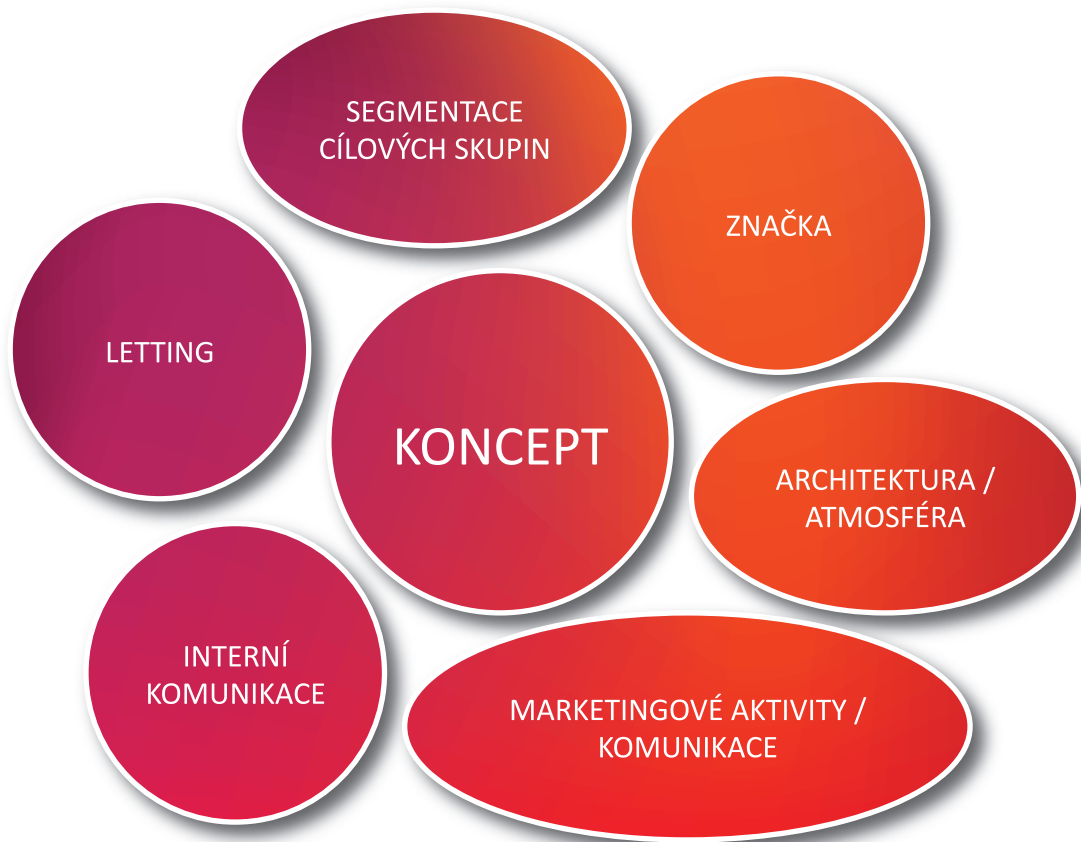 SEGMENTACE
CÍLOVÝCH SKUPIN
ZNAČKA
LETTING
KONCEPT
ARCHITEKTURA /
ATMOSFÉRA
INTERNÍ
KOMUNIKACE
MARKETINGOVÉ AKTIVITY /
KOMUNIKACE